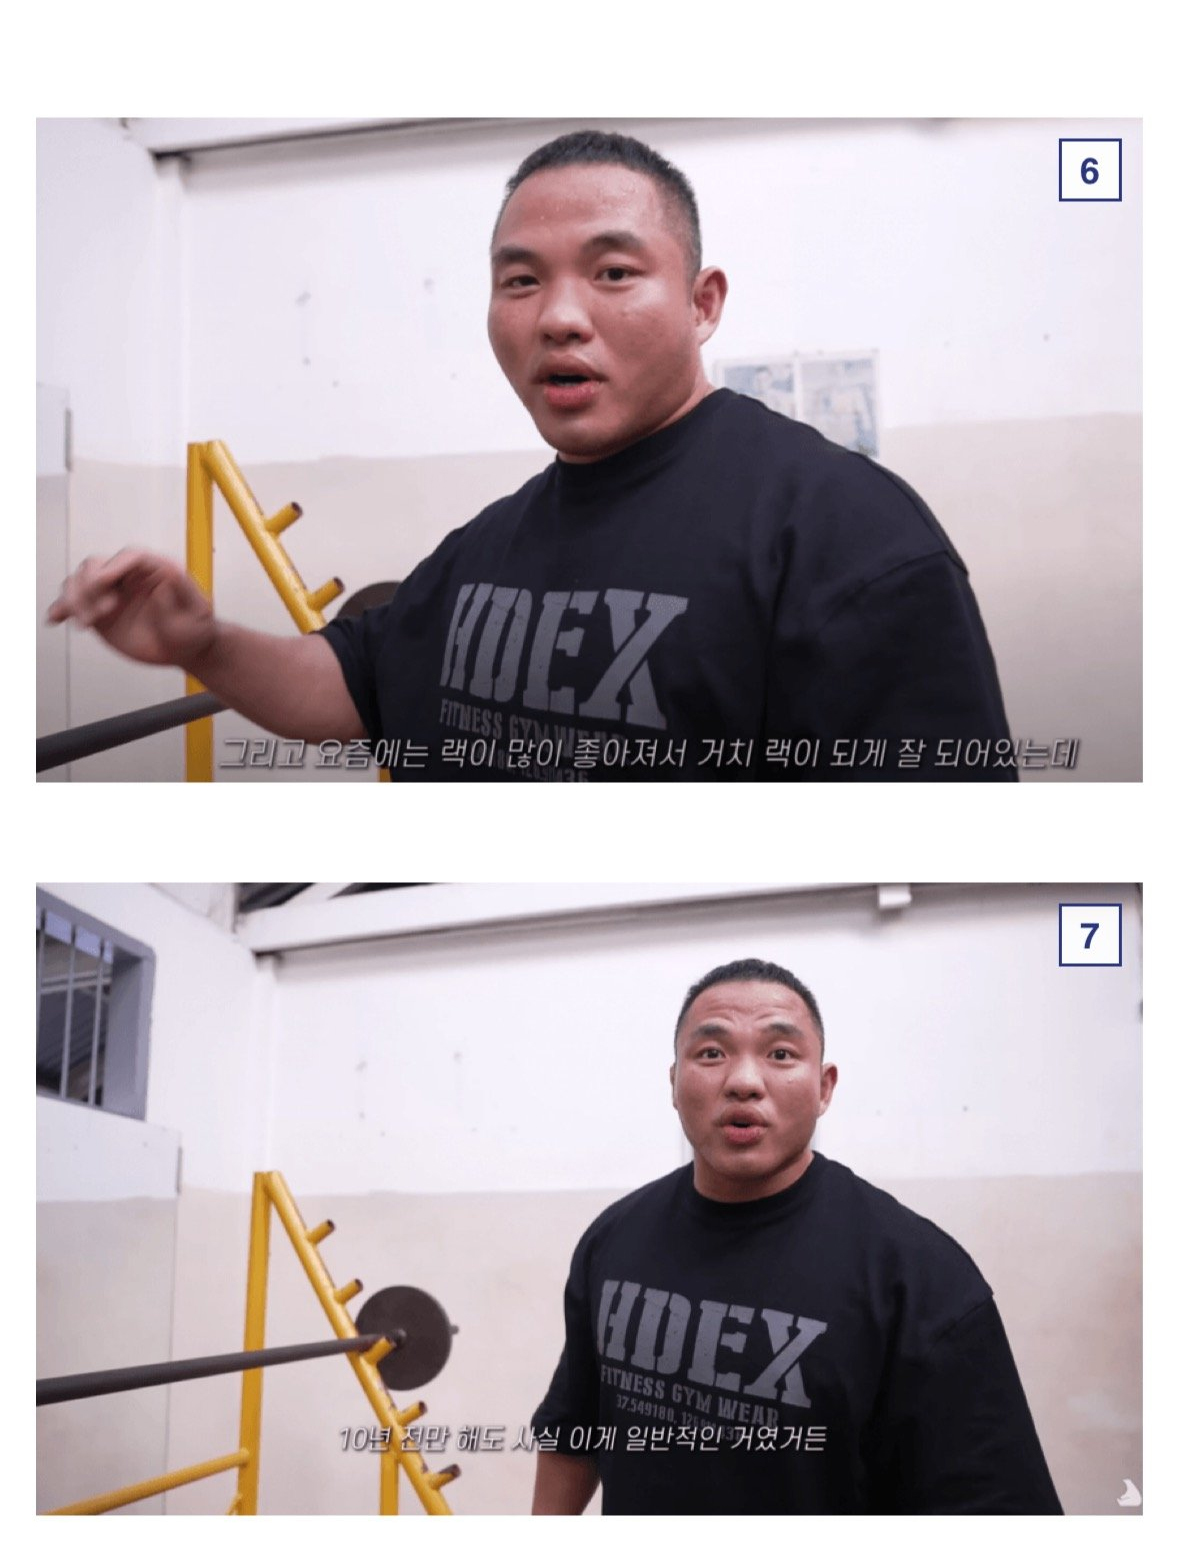 6
HDEX
FITNESS GYM WEAR
그리고 요즘에는 랙이 많이 좋아져서 거치 랙이 되게 잘 되어있는데
7
HDEX
FITNESS GYM WEAR
37.549180,
10년 전만 해도 사실 이게 일반적인 거였거든